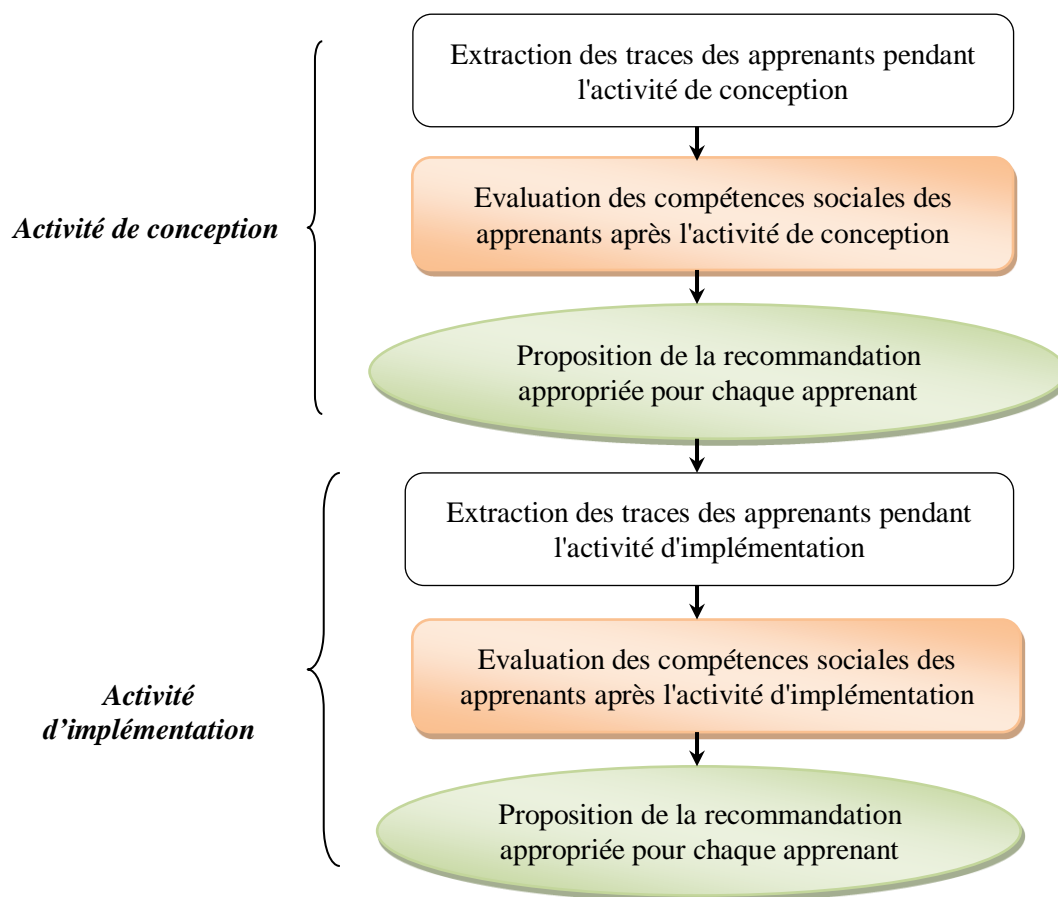 Extraction des traces des apprenants pendant
l'activité de conception
Evaluation des compétences sociales des
apprenants après l'activité de conception
Activité de conception
Proposition de la recommandation
appropriée pour chaque apprenant
Extraction des traces des apprenants pendant
l'activité d'implémentation
Evaluation des compétences sociales des
apprenants après l'activité d'implémentation
Activité
d’implémentation
Proposition de la recommandation
appropriée pour chaque apprenant